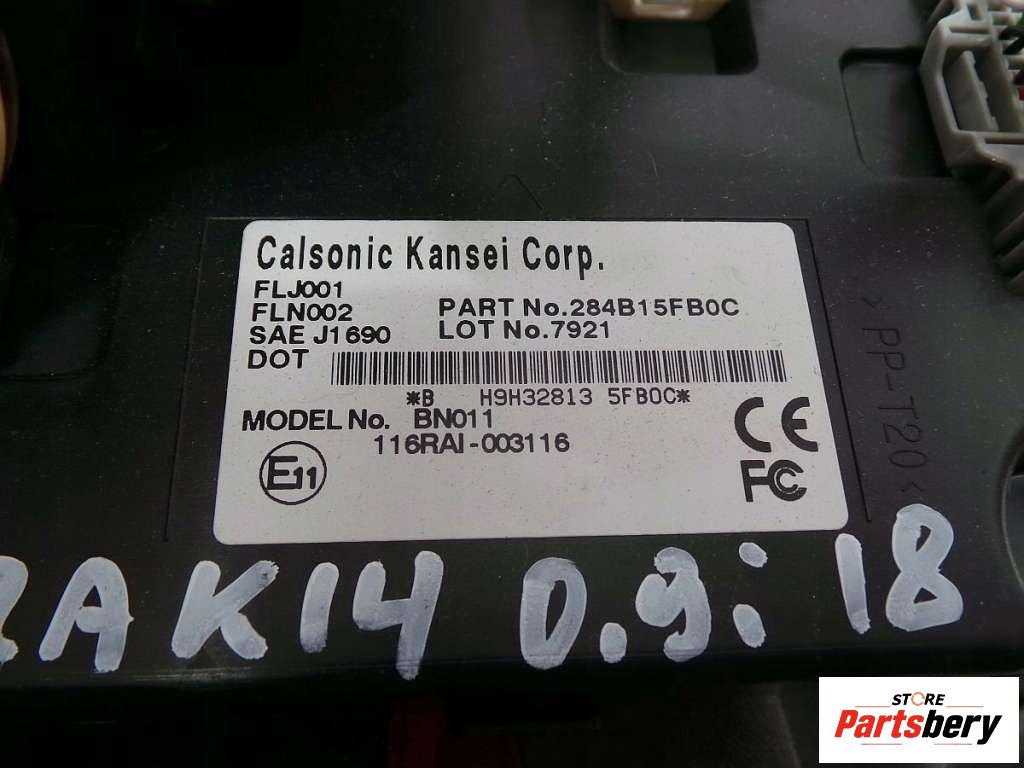 Calsonic Kansei Corp.
FLJ001
FLN002 PART No.284B15FB0C
SAE J1690 LOT No.7921
DOT
*B H9H32813 5FB0C*
MODEL No. BN011
116RAI-003116
E11
CE
FC
>PP-T20<
AK14 0.9i 18
STORE
Partsbery